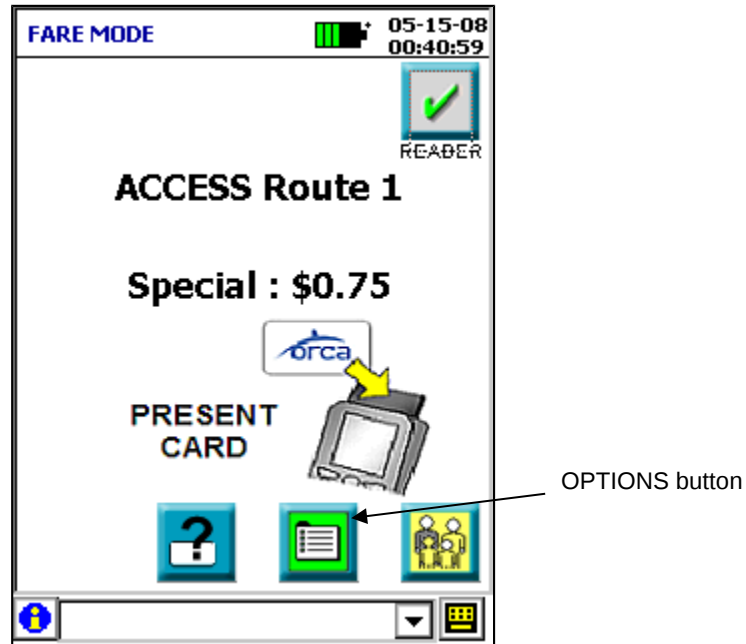 FARE MODE
05-15-08
00:40:59
READER
ACCESS Route 1
Special : $0.75
orca
PRESENT
CARD
OPTIONS button
?